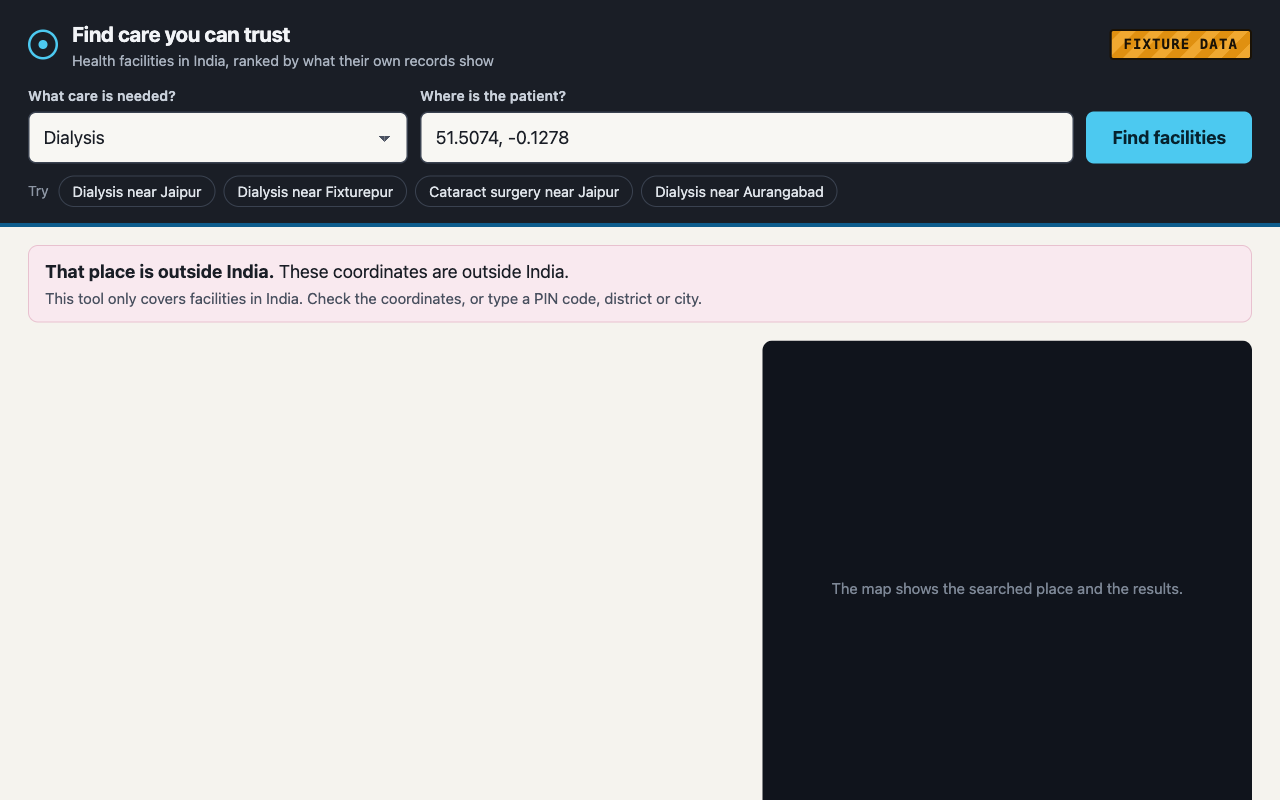 Find care you can trust
Health facilities in India, ranked by what their own records show
FIXTURE DATA
What care is needed?
Where is the patient?
Dialysis
51.5074, -0.1278
Find facilities
Try
Dialysis near Jaipur
Dialysis near Fixturepur
Cataract surgery near Jaipur
Dialysis near Aurangabad
That place is outside India. These coordinates are outside India.
This tool only covers facilities in India. Check the coordinates, or type a PIN code, district or city.
The map shows the searched place and the results.